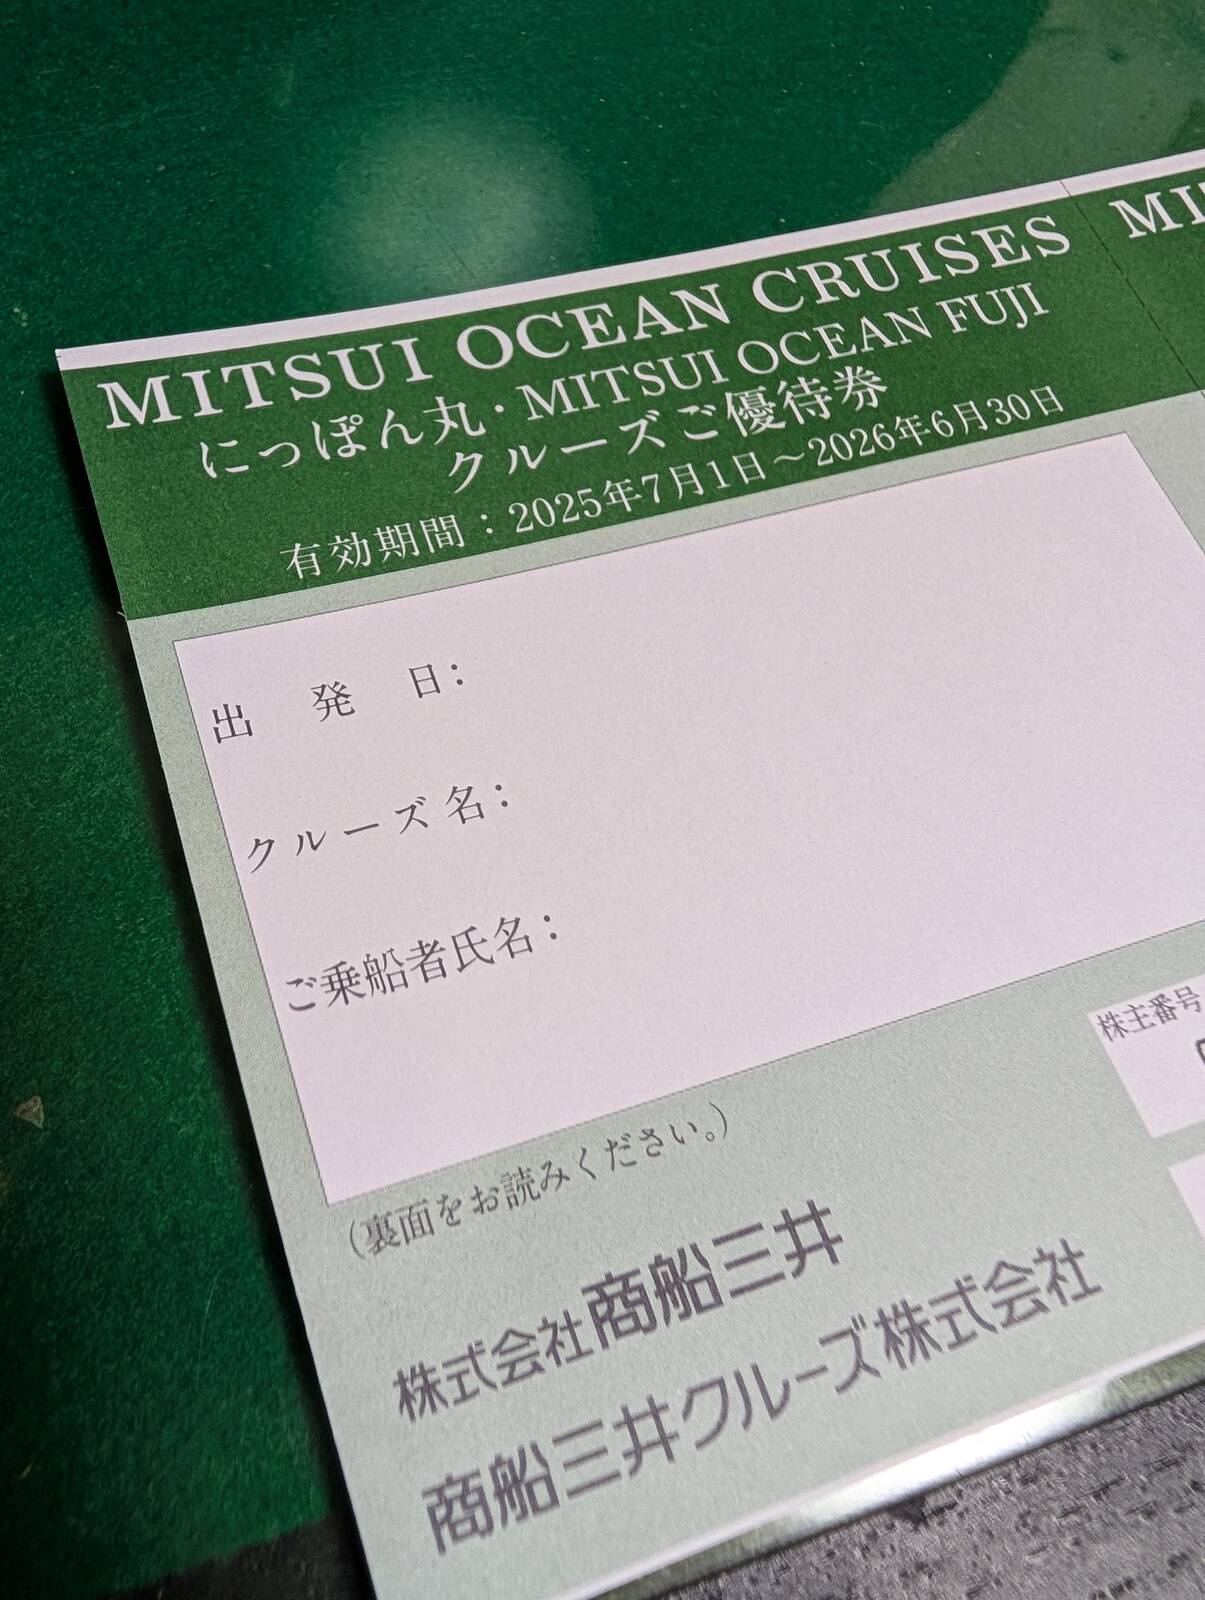 MITSUI OCEAN CRUISES
にっぽん丸・MITSUI OCEAN FUJI
クルーズご優待券
有効期間：2025年7月1日～2026年6月30日
出発日：
クルーズ名：
ご乗船者氏名：
（裏面をお読みください。）
株式会社商船三井
商船三井クルーズ株式会社
株主番号